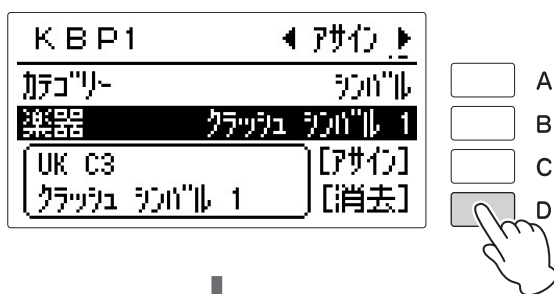 KBP1 ◀ アサイン ▶
カテゴリー シンバル
楽器 クラッシュ シンバル 1
UK C3 [アサイン]
クラッシュ シンバル 1 [消去]
A
B
C
D